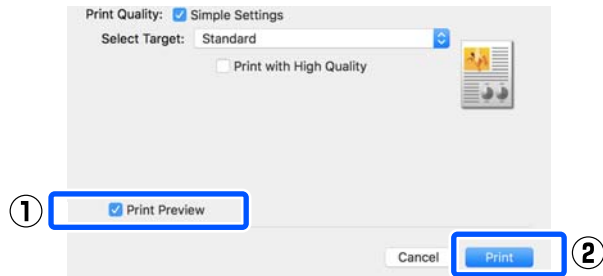 Print Quality: Simple Settings
Select Target: Standard
Print with High Quality
① Print Preview
Cancel Print ②